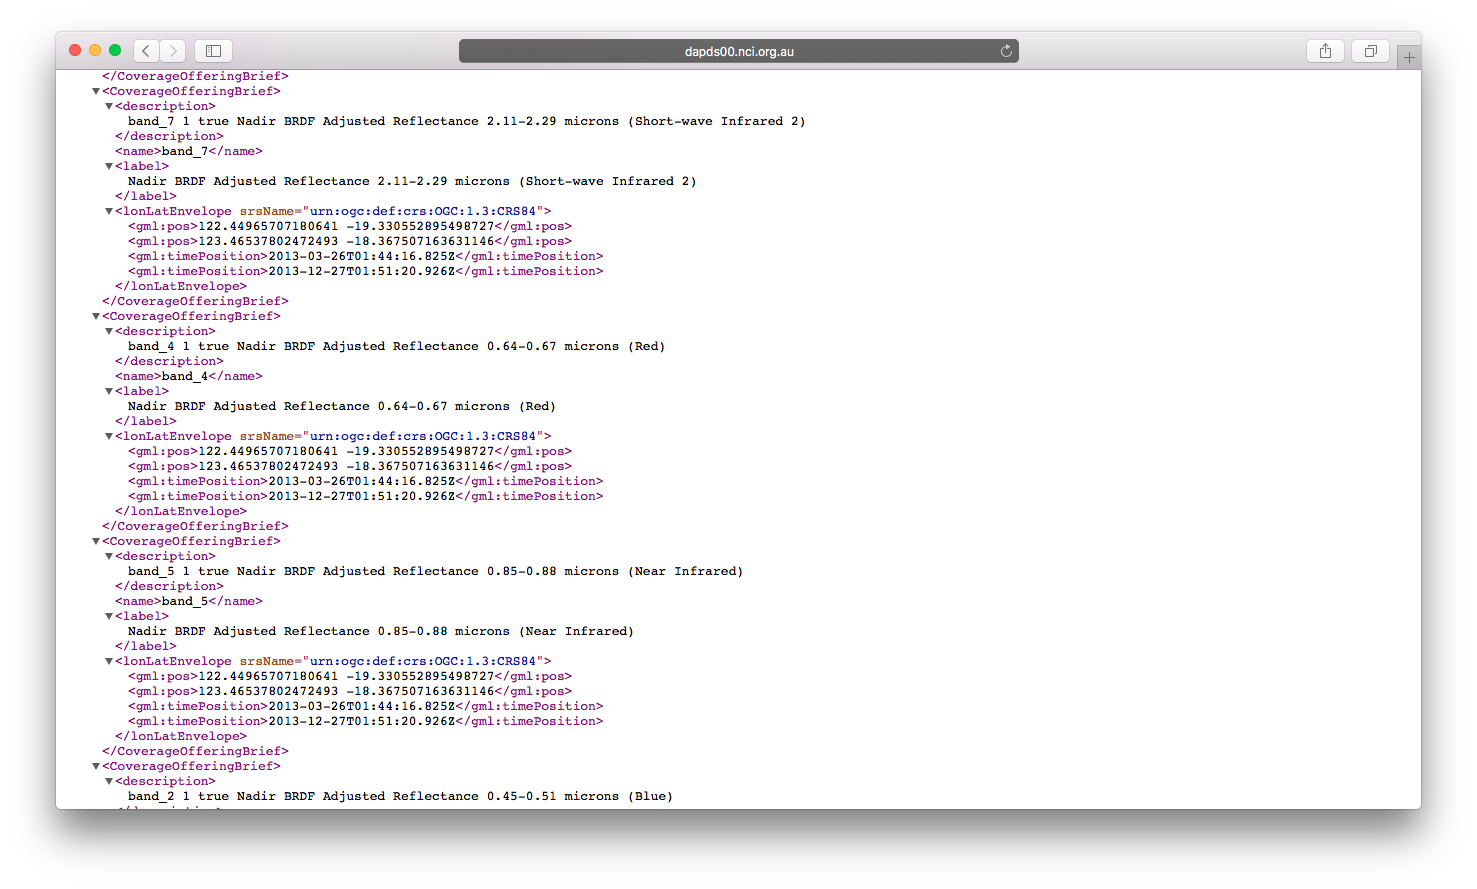 dapds00.nci.org.au
</CoverageOfferingBrief>
<CoverageOfferingBrief>
<description>
band_7 1 true Nadir BRDF Adjusted Reflectance 2.11-2.29 microns (Short-wave Infrared 2)
</description>
<name>band_7</name>
<label>
Nadir BRDF Adjusted Reflectance 2.11-2.29 microns (Short-wave Infrared 2)
</label>
<lonLatEnvelope srsName="urn:ogc:def:crs:OGC:1.3:CRS84">
<gml:pos>122.44965707180641 -19.330552895498727</gml:pos>
<gml:pos>123.46537802472493 -18.367507163631146</gml:pos>
<gml:timePosition>2013-03-26T01:44:16.825Z</gml:timePosition>
<gml:timePosition>2013-12-27T01:51:20.926Z</gml:timePosition>
</lonLatEnvelope>
</CoverageOfferingBrief>
<CoverageOfferingBrief>
<description>
band_4 1 true Nadir BRDF Adjusted Reflectance 0.64-0.67 microns (Red)
</description>
<name>band_4</name>
<label>
Nadir BRDF Adjusted Reflectance 0.64-0.67 microns (Red)
</label>
<lonLatEnvelope srsName="urn:ogc:def:crs:OGC:1.3:CRS84">
<gml:pos>122.44965707180641 -19.330552895498727</gml:pos>
<gml:pos>123.46537802472493 -18.367507163631146</gml:pos>
<gml:timePosition>2013-03-26T01:44:16.825Z</gml:timePosition>
<gml:timePosition>2013-12-27T01:51:20.926Z</gml:timePosition>
</lonLatEnvelope>
</CoverageOfferingBrief>
<CoverageOfferingBrief>
<description>
band_5 1 true Nadir BRDF Adjusted Reflectance 0.85-0.88 microns (Near Infrared)
</description>
<name>band_5</name>
<label>
Nadir BRDF Adjusted Reflectance 0.85-0.88 microns (Near Infrared)
</label>
<lonLatEnvelope srsName="urn:ogc:def:crs:OGC:1.3:CRS84">
<gml:pos>122.44965707180641 -19.330552895498727</gml:pos>
<gml:pos>123.46537802472493 -18.367507163631146</gml:pos>
<gml:timePosition>2013-03-26T01:44:16.825Z</gml:timePosition>
<gml:timePosition>2013-12-27T01:51:20.926Z</gml:timePosition>
</lonLatEnvelope>
</CoverageOfferingBrief>
<CoverageOfferingBrief>
<description>
band_2 1 true Nadir BRDF Adjusted Reflectance 0.45-0.51 microns (Blue)